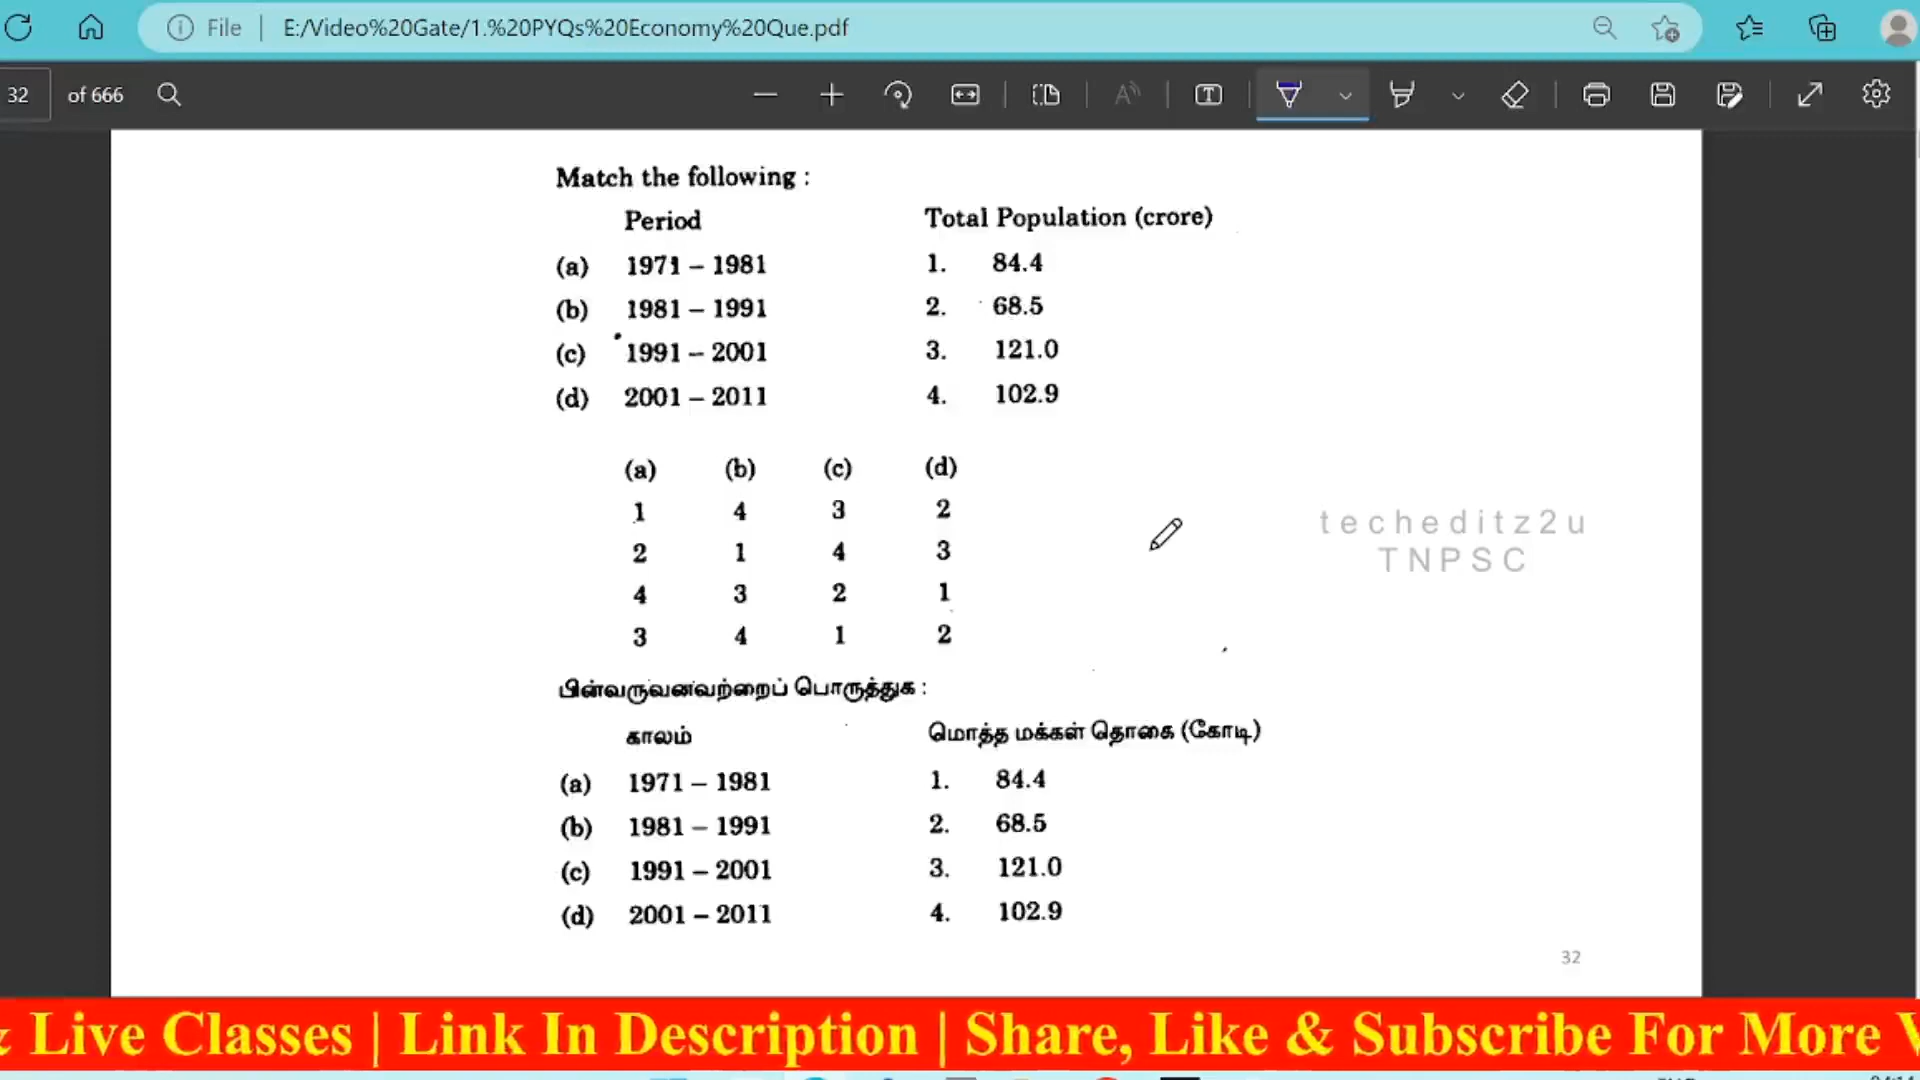 File E:/Video%20Gate/1.%20PYQs%20Economy%20Que.pdf
32 of 666
Match the following :
Period Total Population (crore)
(a) 1971 – 1981 1. 84.4
(b) 1981 – 1991 2. 68.5
(c) 1991 – 2001 3. 121.0
(d) 2001 – 2011 4. 102.9
(a) (b) (c) (d)
1 4 3 2
2 1 4 3
4 3 2 1
3 4 1 2
techeditz2u
TNPSC
பின்வருவனவற்றைப் பொருத்துக :
காலம் மொத்த மக்கள் தொகை (கோடி)
(a) 1971 – 1981 1. 84.4
(b) 1981 – 1991 2. 68.5
(c) 1991 – 2001 3. 121.0
(d) 2001 – 2011 4. 102.9
32
& Live Classes | Link In Description | Share, Like & Subscribe For More